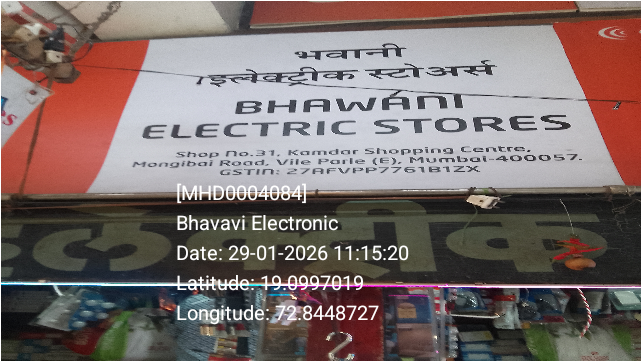 भवानी
इलेक्ट्रीक स्टोअर्स
BHAWANI
ELECTRIC STORES
Shop No.31, Kamdar Shopping Centre,
Mongibai Road, Vile Parle (E), Mumbai-400057.
GSTIN: 27AFVPP7761B1ZX
[MHD0004084]
Bhavavi Electronic
Date: 29-01-2026 11:15:20
Latitude: 19.0997019
Longitude: 72.8448727